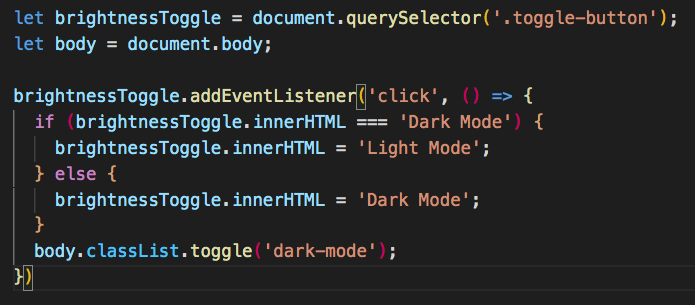 let brightnessToggle = document.querySelector('.toggle-button');
let body = document.body;

brightnessToggle.addEventListener('click', () => {
  if (brightnessToggle.innerHTML === 'Dark Mode') {
    brightnessToggle.innerHTML = 'Light Mode';
  } else {
    brightnessToggle.innerHTML = 'Dark Mode';
  }
  body.classList.toggle('dark-mode');
})